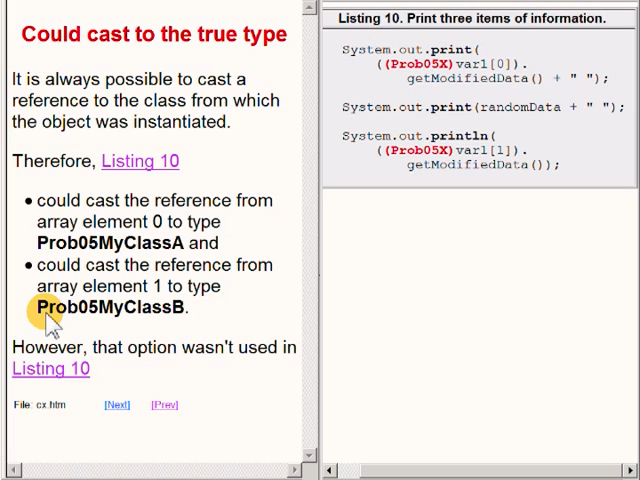 Could cast to the true type
It is always possible to cast a
reference to the class from which
the object was instantiated.
Therefore, Listing 10
could cast the reference from
array element 0 to type
Prob05MyClassA and
could cast the reference from
array element 1 to type
Prob05MyClassB.
However, that option wasn't used in
Listing 10
File: cx.htm [Next] [Prev]
Listing 10. Print three items of information.
System.out.print(
((Prob05X)var1[0]).
getModifiedData() + " ");
System.out.print(randomData + " ");
System.out.println(
((Prob05X)var1[1]).
getModifiedData());